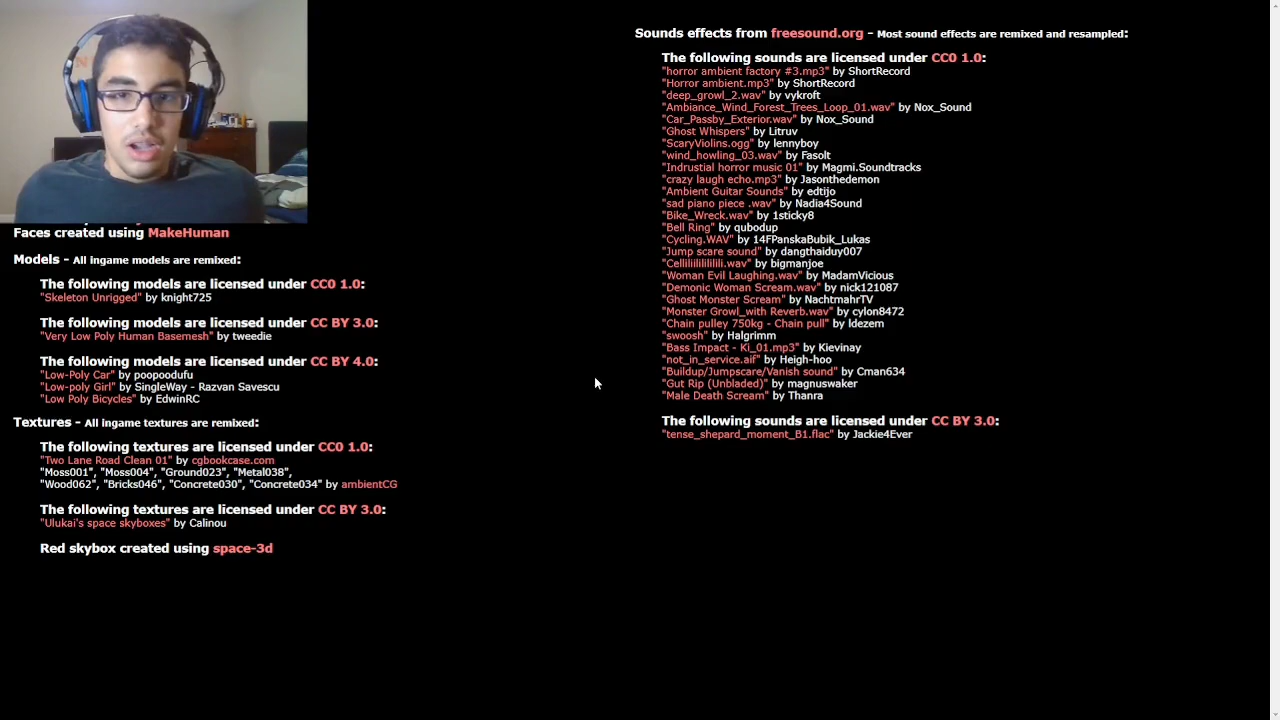 Faces created using MakeHuman
Models - All ingame models are remixed:
The following models are licensed under CC0 1.0:
"Skeleton Unrigged" by knight725
The following models are licensed under CC BY 3.0:
"Very Low Poly Human Basemesh" by tweedie
The following models are licensed under CC BY 4.0:
"Low-Poly Car" by poopoodufu
"Low-poly Girl" by SingleWay - Razvan Savescu
"Low Poly Bicycles" by EdwinRC
Textures - All ingame textures are remixed:
The following textures are licensed under CC0 1.0:
"Two Lane Road Clean 01" by cgbookcase.com
"Moss001", "Moss004", "Ground023", "Metal038",
"Wood062", "Bricks046", "Concrete030", "Concrete034" by ambientCG
The following textures are licensed under CC BY 3.0:
"Ulukai's space skyboxes" by Calinou
Red skybox created using space-3d
Sounds effects from freesound.org - Most sound effects are remixed and resampled:
The following sounds are licensed under CC0 1.0:
"horror ambient factory #3.mp3" by ShortRecord
"Horror ambient.mp3" by ShortRecord
"deep_growl_2.wav" by vykroft
"Ambiance_Wind_Forest_Trees_Loop_01.wav" by Nox_Sound
"Car_Passby_Exterior.wav" by Nox_Sound
"Ghost Whispers" by Litruv
"ScaryViolins.ogg" by lennyboy
"wind_howling_03.wav" by Fasolt
"Indrustial horror music 01" by Magmi.Soundtracks
"crazy laugh echo.mp3" by Jasonthedemon
"Ambient Guitar Sounds" by edtijo
"sad piano piece .wav" by Nadia4Sound
"Bike_Wreck.wav" by 1sticky8
"Bell Ring" by qubodup
"Cycling.WAV" by 14FPanskaBubik_Lukas
"Jump scare sound" by dangthaiduy007
"Celliiliililiili.wav" by bigmanjoe
"Woman Evil Laughing.wav" by MadamVicious
"Demonic Woman Scream.wav" by nick121087
"Ghost Monster Scream" by NachtmahrTV
"Monster Growl_with Reverb.wav" by cylon8472
"Chain pulley 750kg - Chain pull" by ldezem
"swoosh" by Halgrimm
"Bass Impact - Ki_01.mp3" by Kievinay
"not_in_service.aif" by Heigh-hoo
"Buildup/Jumpscare/Vanish sound" by Cman634
"Gut Rip (Unbladed)" by magnuswaker
"Male Death Scream" by Thanra
The following sounds are licensed under CC BY 3.0:
"tense_shepard_moment_B1.flac" by Jackie4Ever